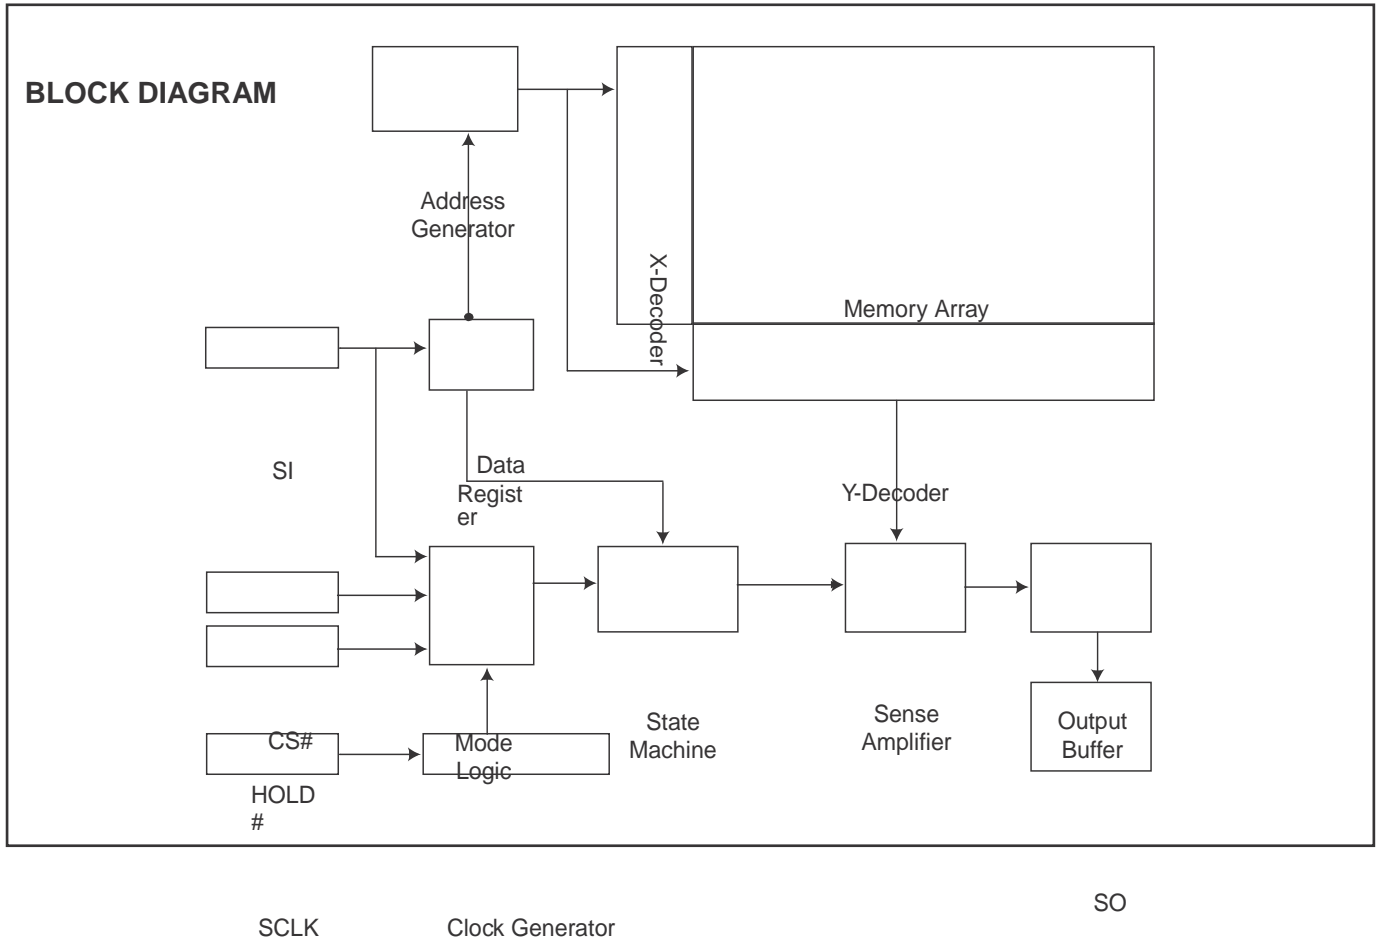 BLOCK DIAGRAM
Address
Generator
X-Decoder
Memory Array
SI
Data
Regist
er
Y-Decoder
CS#
Mode
Logic
State
Machine
Sense
Amplifier
Output
Buffer
HOLD
#
SO
SCLK
Clock Generator